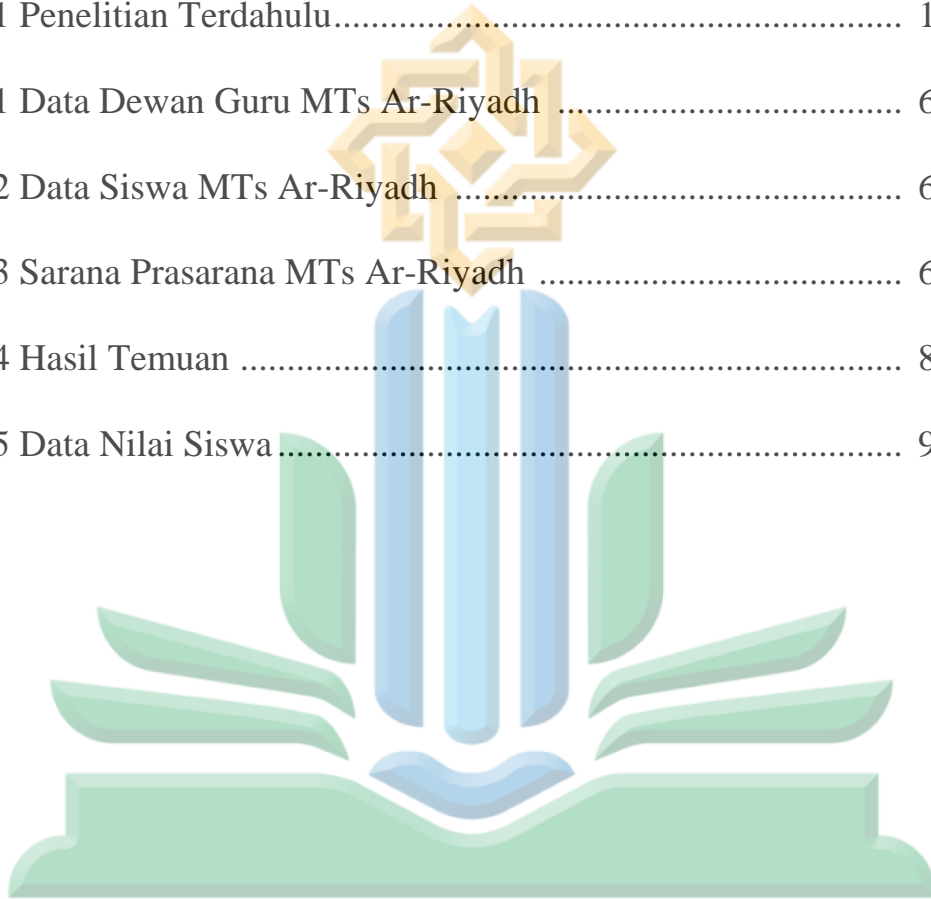 1 Penelitian Terdahulu.............................................................. 1
1 Data Dewan Guru MTs Ar-Riyadh ..................................... 6
2 Data Siswa MTs Ar-Riyadh ................................................ 6
3 Sarana Prasarana MTs Ar-Riyadh ....................................... 6
4 Hasil Temuan ....................................................................... 8
5 Data Nilai Siswa.................................................................... 9